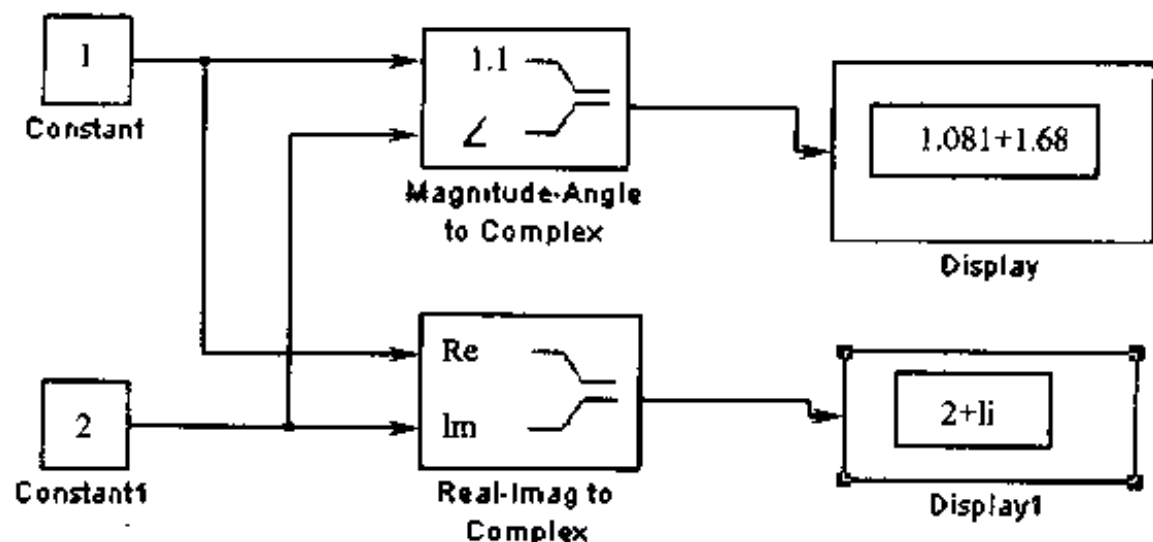 1
Constant
1.1
∠
Magnitude-Angle
to Complex
1.081+1.68
Display
2
Constant1
Re
Im
Real-Imag to
Complex
2+1i
Display1